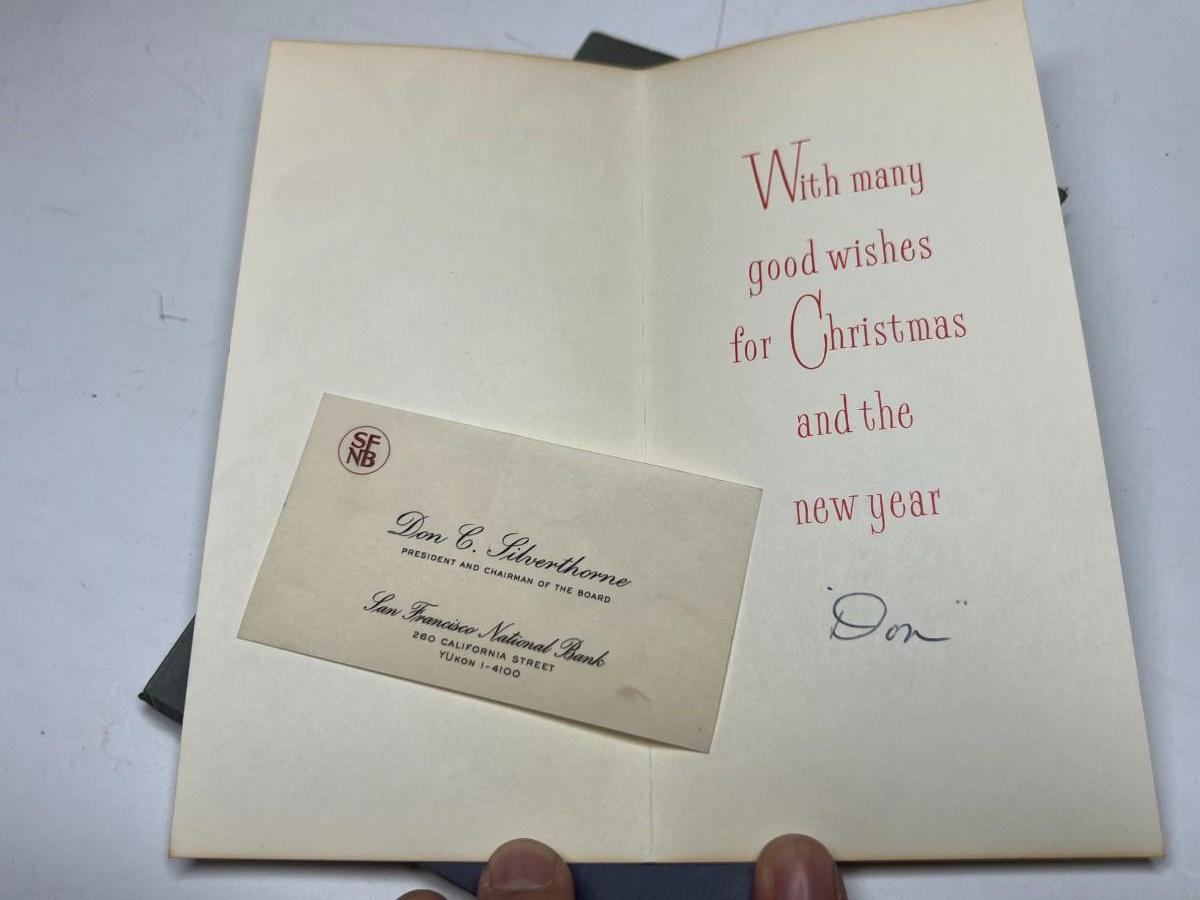 With many
good wishes
for Christmas
and the
new year
"Don"
SF
NB
Don C. Silverthorne
PRESIDENT AND CHAIRMAN OF THE BOARD
San Francisco National Bank
260 CALIFORNIA STREET
YUKON 1-4100